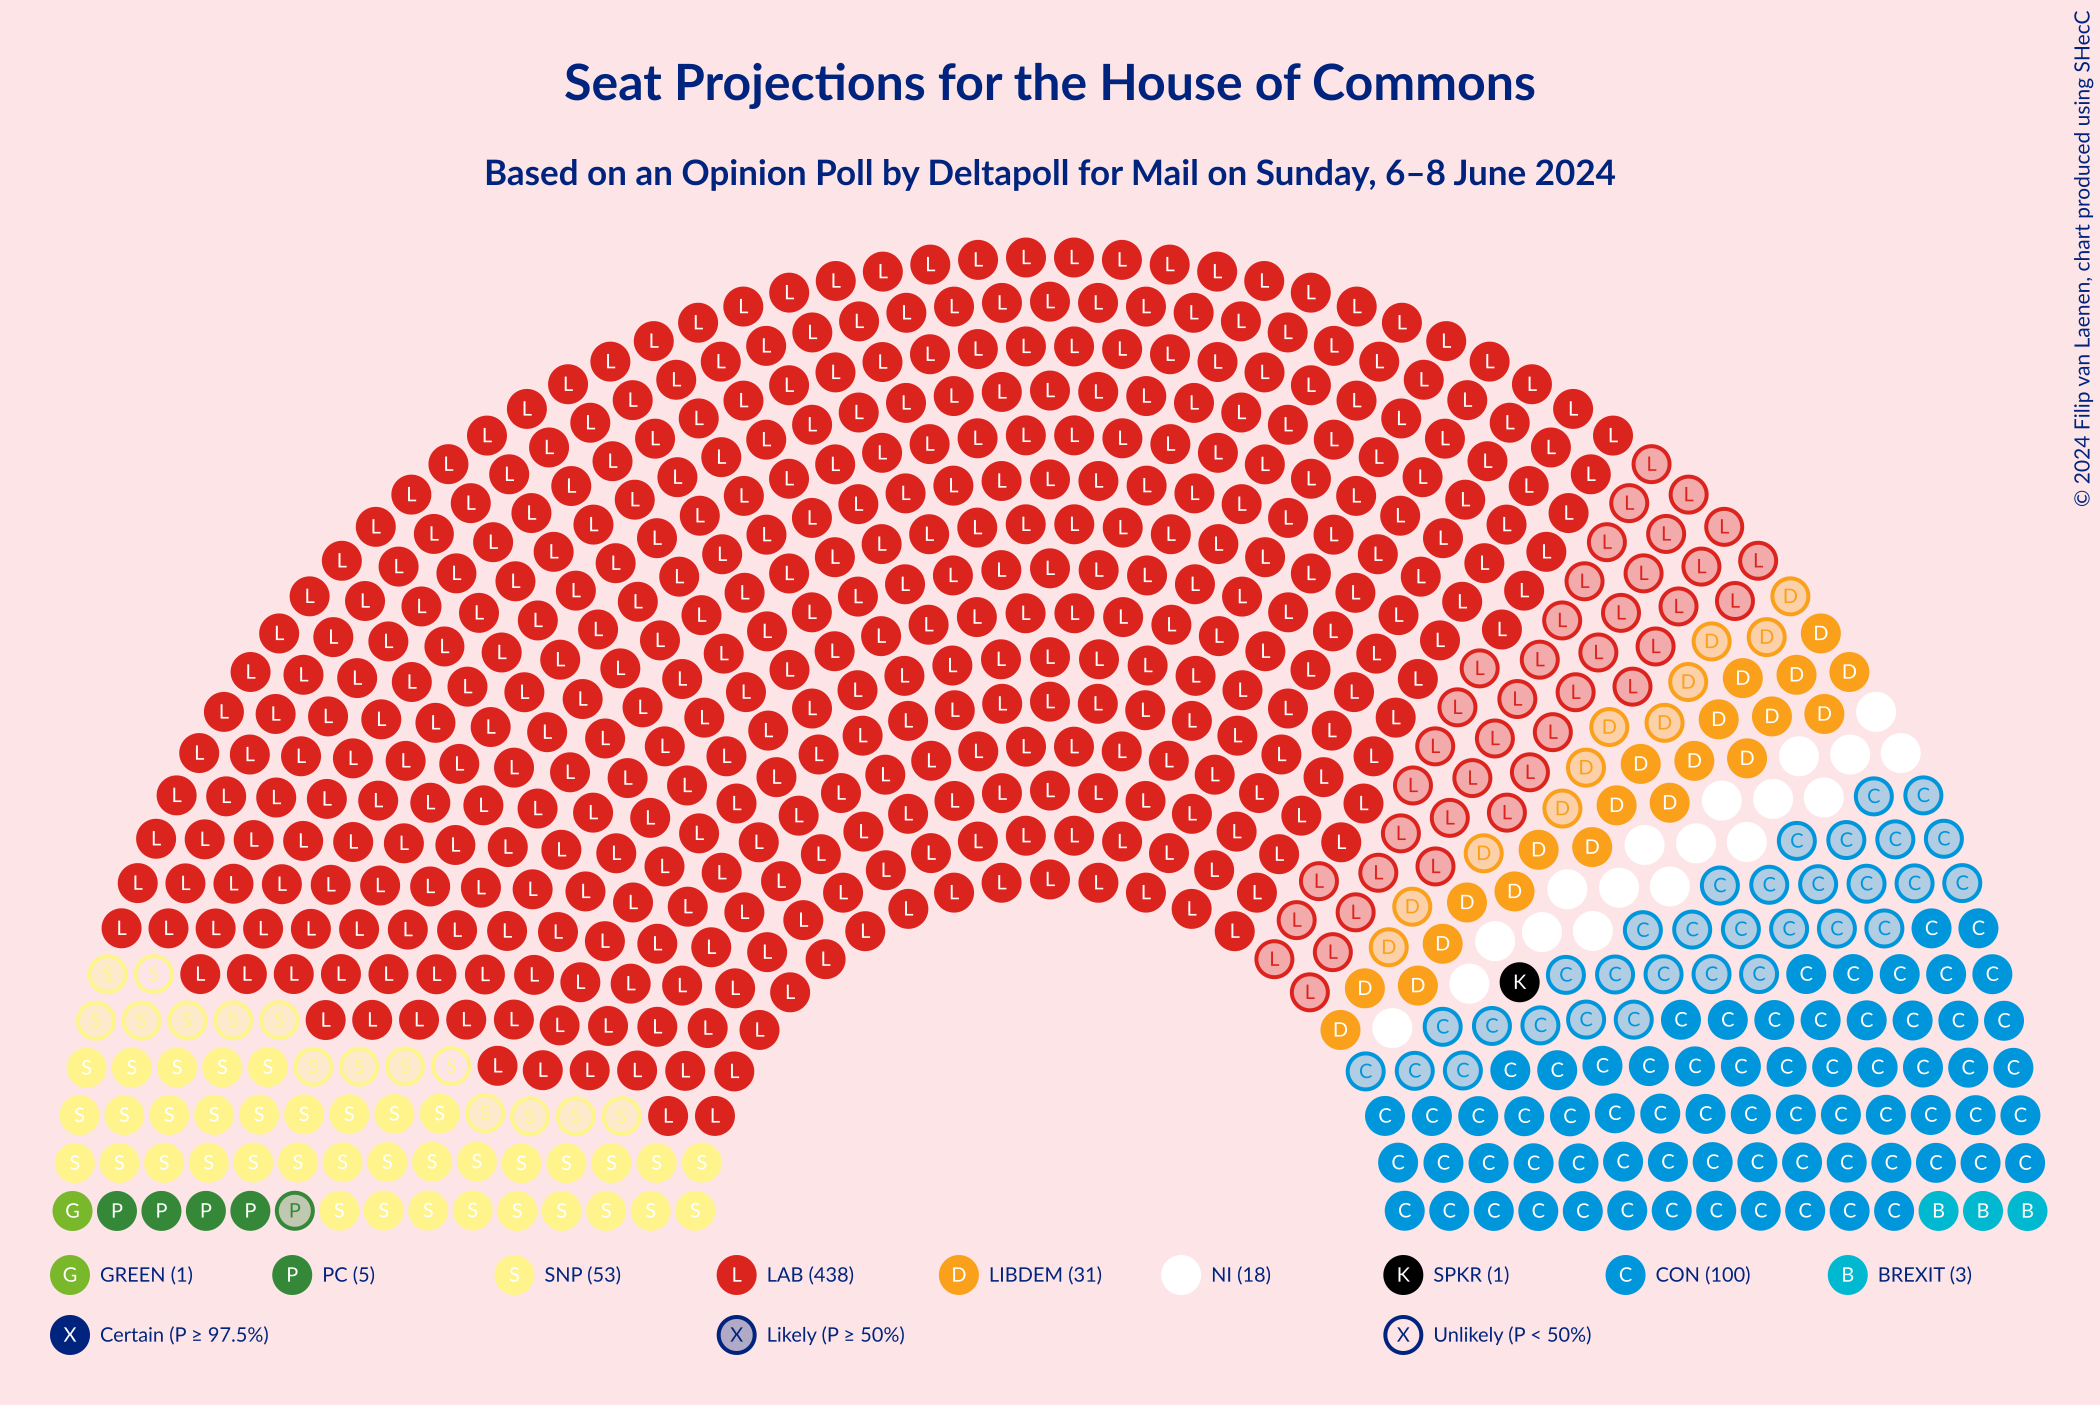 Seat Projections for the House of Commons
Based on an Opinion Poll by Deltapoll for Mail on Sunday, 6–8 June 2024
© 2024 Filip van Laenen, chart produced using SHecC
G GREEN (1) P PC (5) S SNP (53) L LAB (438) D LIBDEM (31) NI (18) K SPKR (1) C CON (100) B BREXIT (3)
X Certain (P ≥ 97.5%) X Likely (P ≥ 50%) X Unlikely (P < 50%)